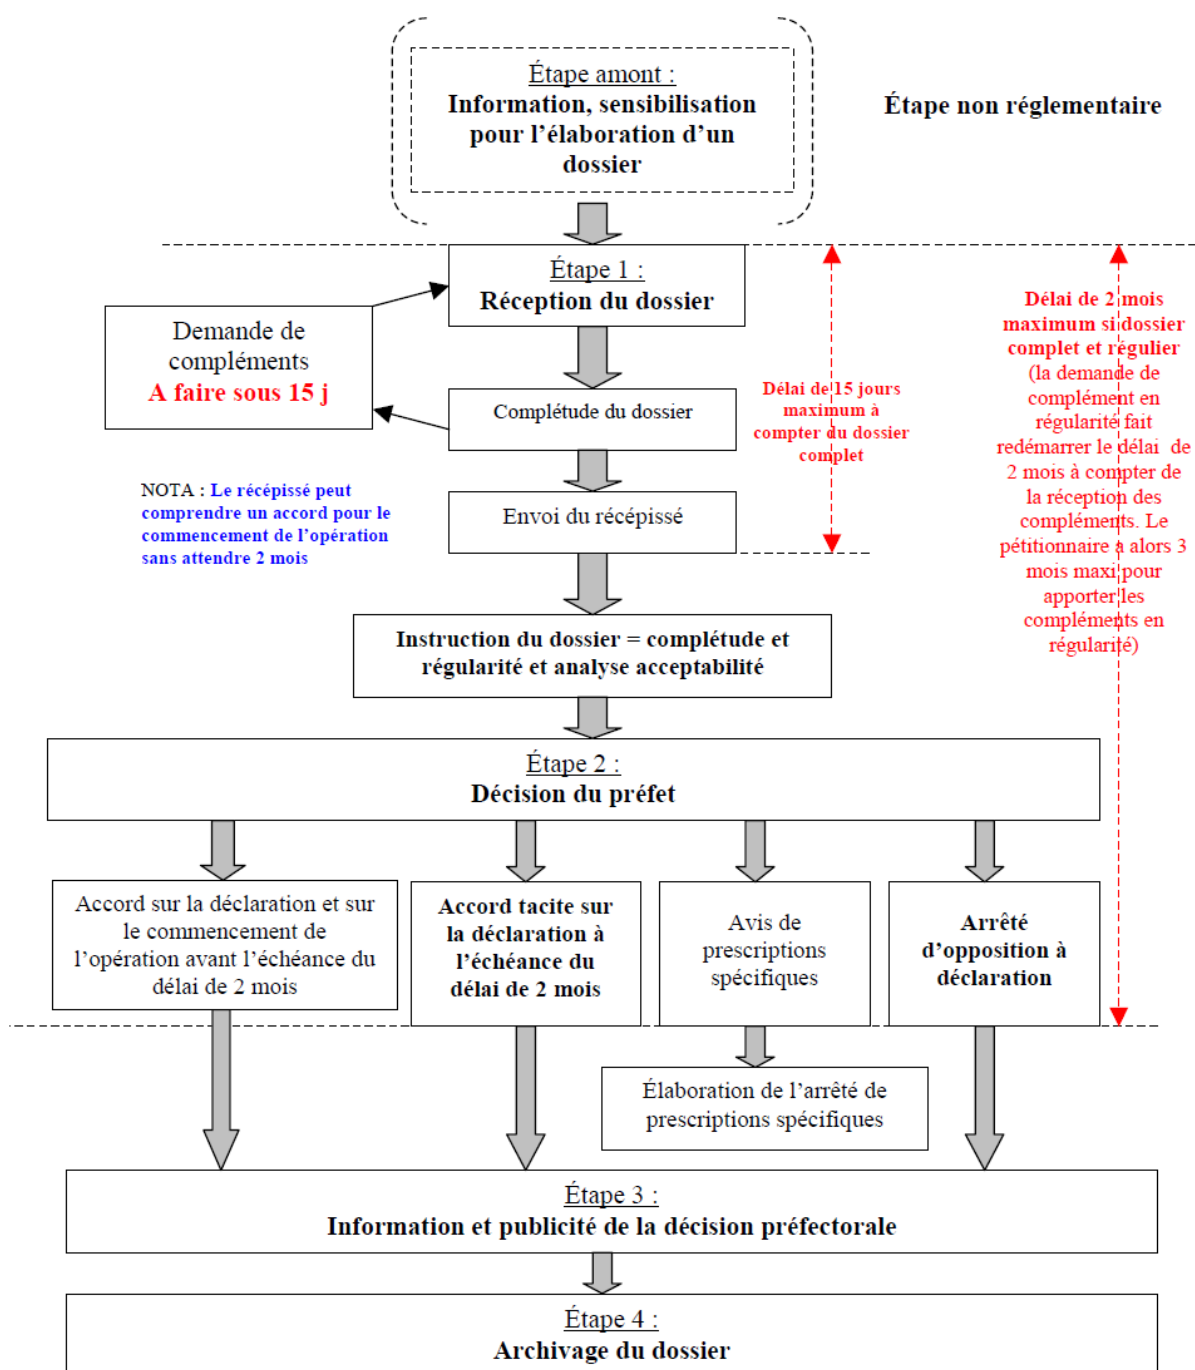 Étape amont :
Information, sensibilisation
pour l’élaboration d’un
dossier
Étape non réglementaire
Étape 1 :
Réception du dossier
Demande de
compléments
A faire sous 15 j
Complétude du dossier
Envoi du récépissé
NOTA : Le récépissé peut
comprendre un accord pour le
commencement de l’opération
sans attendre 2 mois
Délai de 15 jours
maximum à
compter du dossier
complet
Délai de 2 mois
maximum si dossier
complet et régulier
(la demande de
complément en
régularité fait
redémarrer le délai de
2 mois à compter de
la réception des
compléments. Le
pétitionnaire a alors 3
mois maxi pour
apporter les
compléments en
régularité)
Instruction du dossier = complétude et
régularité et analyse acceptabilité
Étape 2 :
Décision du préfet
Accord sur la déclaration et sur
le commencement de
l’opération avant l’échéance du
délai de 2 mois
Accord tacite sur
la déclaration à
l’échéance du
délai de 2 mois
Avis de
prescriptions
spécifiques
Arrêté
d’opposition à
déclaration
Élaboration de l’arrêté de
prescriptions spécifiques
Étape 3 :
Information et publicité de la décision préfectorale
Étape 4 :
Archivage du dossier